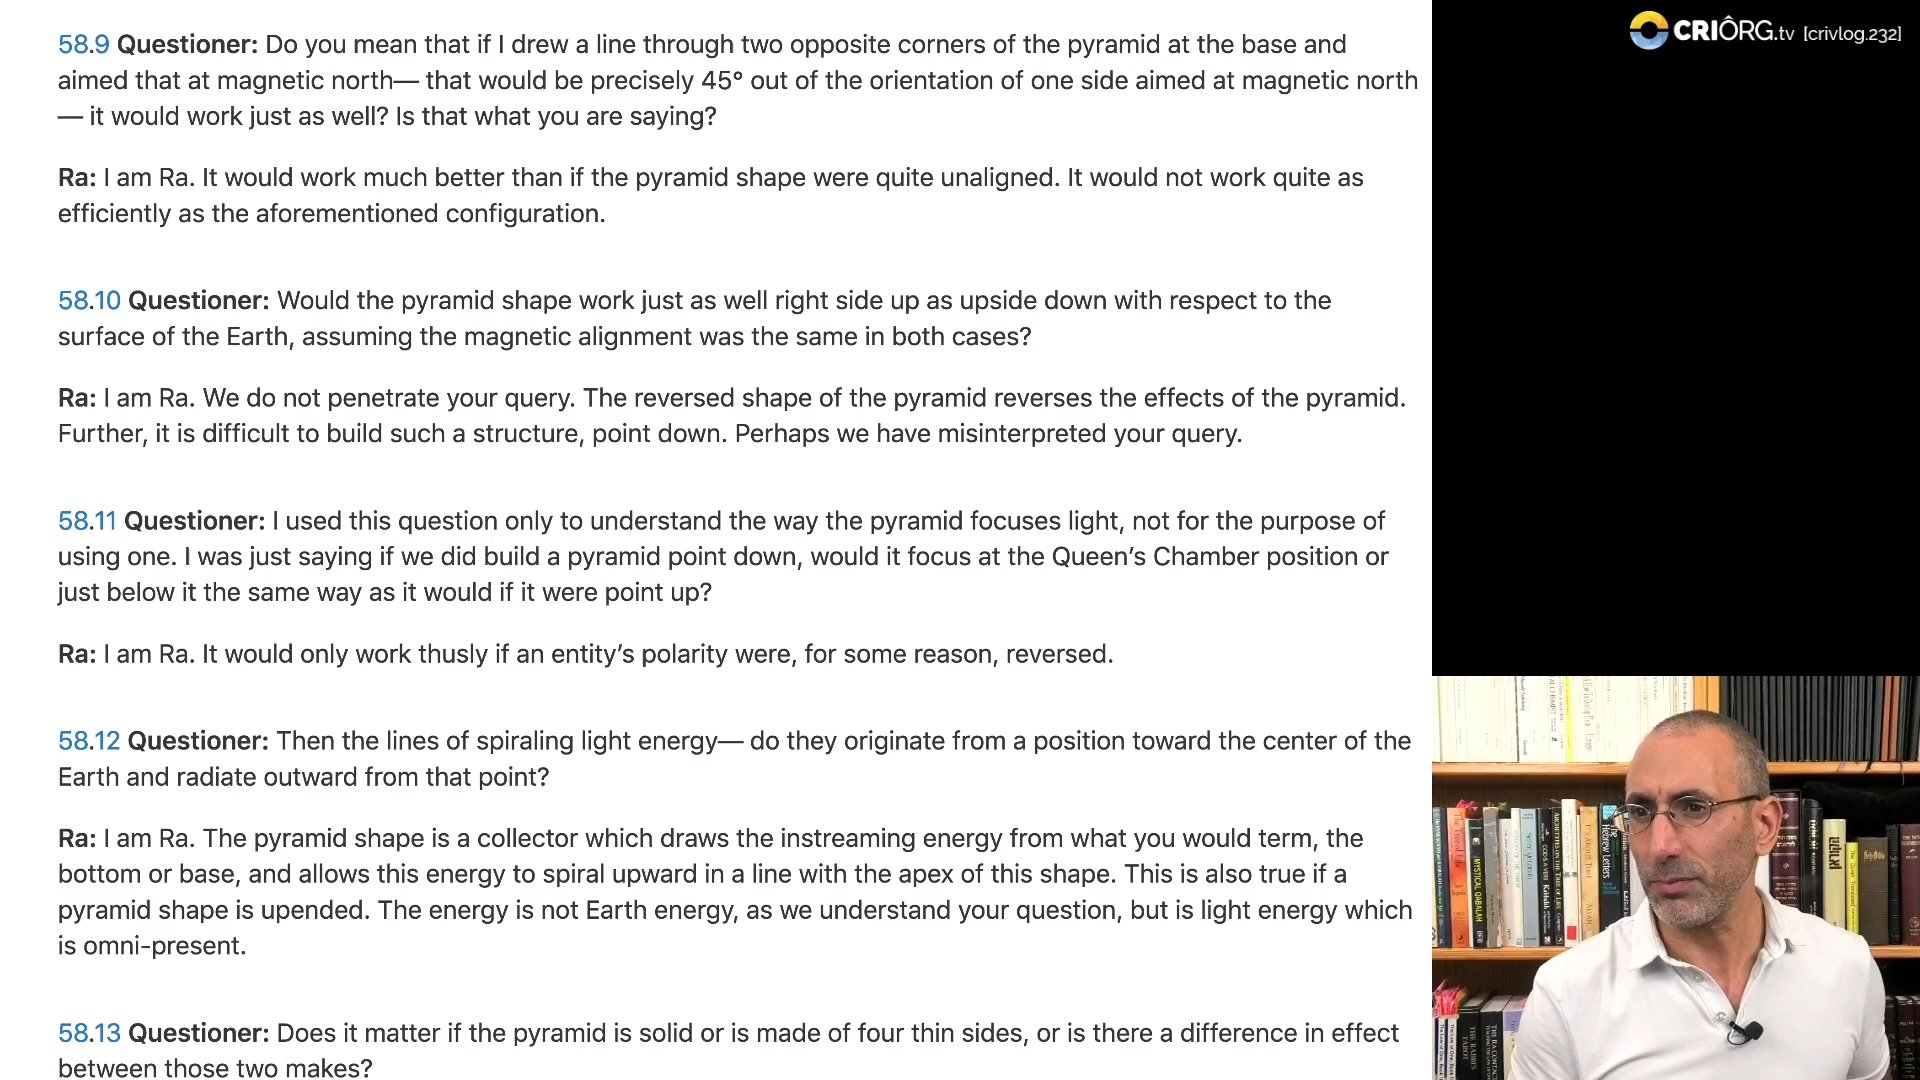 58.9 Questioner: Do you mean that if I drew a line through two opposite corners of the pyramid at the base and
aimed that at magnetic north— that would be precisely 45º out of the orientation of one side aimed at magnetic north
— it would work just as well? Is that what you are saying?
Ra: I am Ra. It would work much better than if the pyramid shape were quite unaligned. It would not work quite as
efficiently as the aforementioned configuration.
58.10 Questioner: Would the pyramid shape work just as well right side up as upside down with respect to the
surface of the Earth, assuming the magnetic alignment was the same in both cases?
Ra: I am Ra. We do not penetrate your query. The reversed shape of the pyramid reverses the effects of the pyramid.
Further, it is difficult to build such a structure, point down. Perhaps we have misinterpreted your query.
58.11 Questioner: I used this question only to understand the way the pyramid focuses light, not for the purpose of
using one. I was just saying if we did build a pyramid point down, would it focus at the Queen’s Chamber position or
just below it the same way as it would if it were point up?
Ra: I am Ra. It would only work thusly if an entity’s polarity were, for some reason, reversed.
58.12 Questioner: Then the lines of spiraling light energy— do they originate from a position toward the center of the
Earth and radiate outward from that point?
Ra: I am Ra. The pyramid shape is a collector which draws the instreaming energy from what you would term, the
bottom or base, and allows this energy to spiral upward in a line with the apex of this shape. This is also true if a
pyramid shape is upended. The energy is not Earth energy, as we understand your question, but is light energy which
is omni-present.
58.13 Questioner: Does it matter if the pyramid is solid or is made of four thin sides, or is there a difference in effect
between those two makes?
CRIÔRG.tv [crivlog.232]
MYSTICAL QABALAH
Kabbalah
The Hebrew Letters
Holy Bible